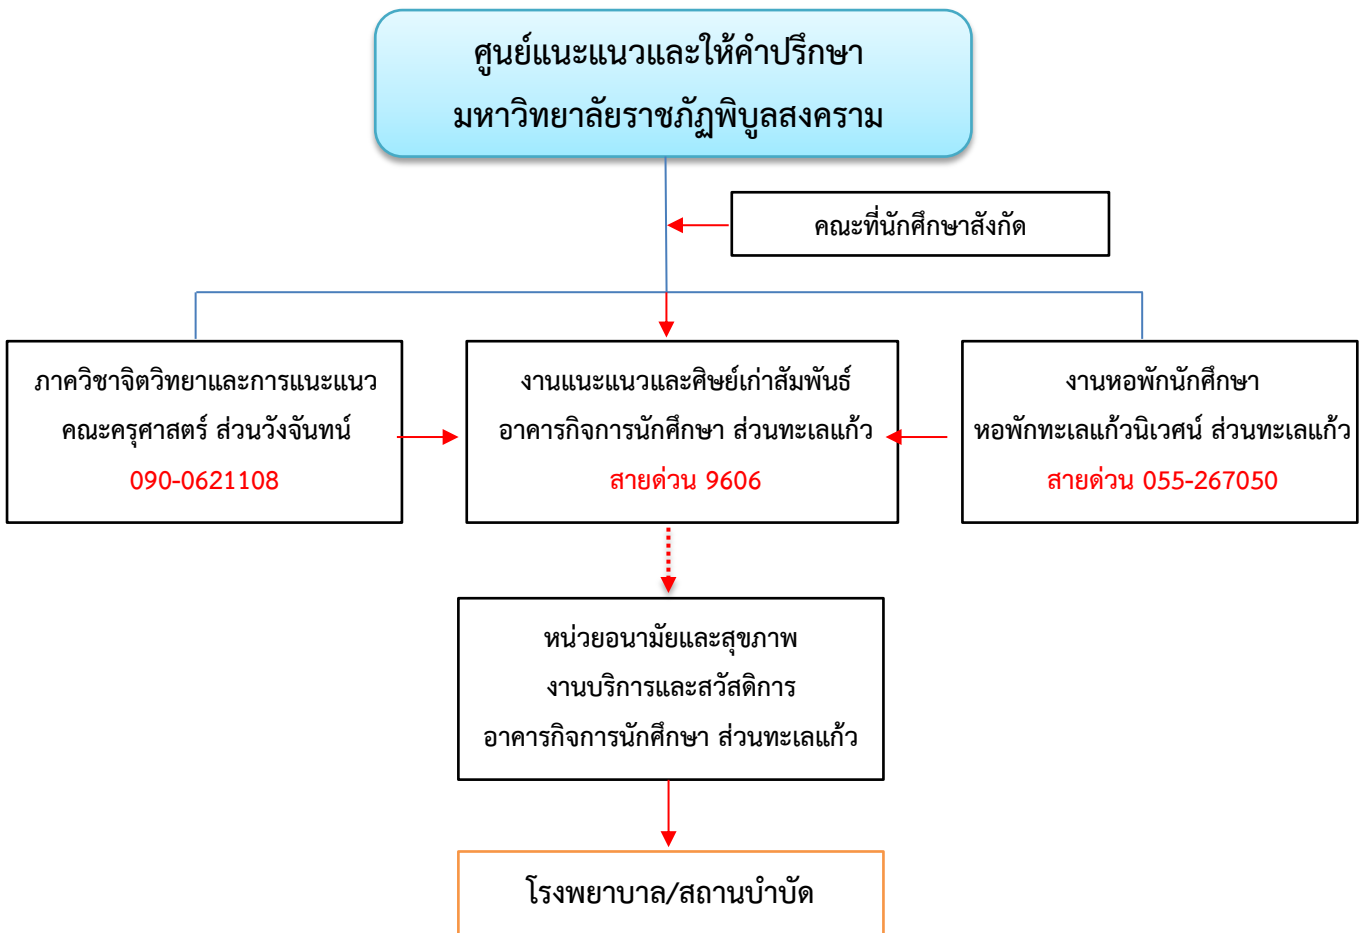 ศูนย์แนะแนวและให้คำปรึกษา
มหาวิทยาลัยราชภัฏพิบูลสงคราม
คณะที่นักศึกษาสังกัด
ภาควิชาจิตวิทยาและการแนะแนว
คณะครุศาสตร์ ส่วนวังจันทน์
090-0621108
งานแนะแนวและศิษย์เก่าสัมพันธ์
อาคารกิจการนักศึกษา ส่วนทะเลแก้ว
สายด่วน 9606
งานหอพักนักศึกษา
หอพักทะเลแก้วนิเวศน์ ส่วนทะเลแก้ว
สายด่วน 055-267050
หน่วยอนามัยและสุขภาพ
งานบริการและสวัสดิการ
อาคารกิจการนักศึกษา ส่วนทะเลแก้ว
โรงพยาบาล/สถานบำบัด